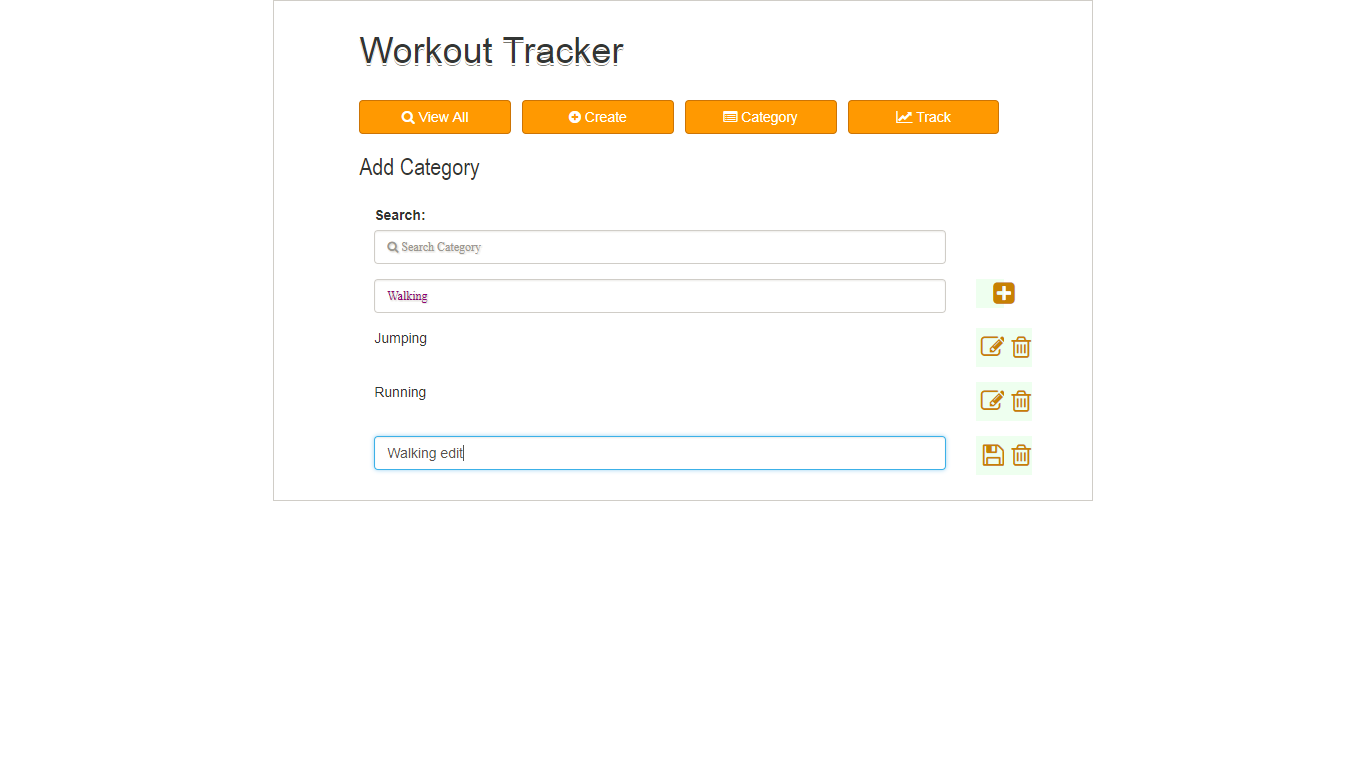 Workout Tracker
View All Create Category Track
Add Category
Search:
Search Category
Walking
Jumping
Running
Walking edit